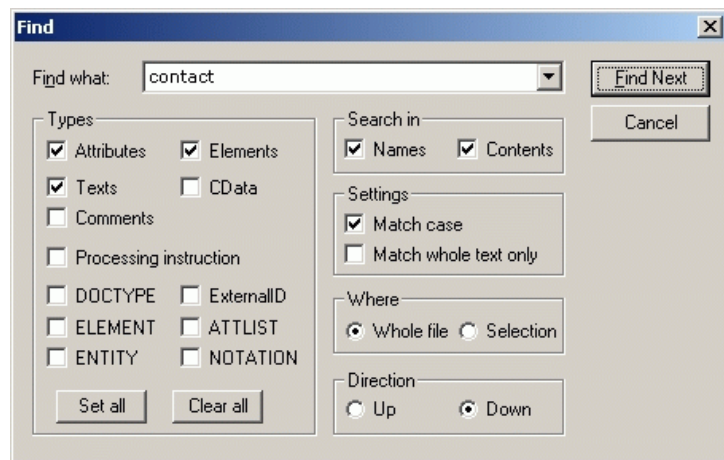 Find
Find what: contact Find Next
Cancel
Types
Attributes Elements
Texts CData
Comments
Processing instruction
DOCTYPE ExternalID
ELEMENT ATTLIST
ENTITY NOTATION
Set all Clear all
Search in
Names Contents
Settings
Match case
Match whole text only
Where
Whole file Selection
Direction
Up Down